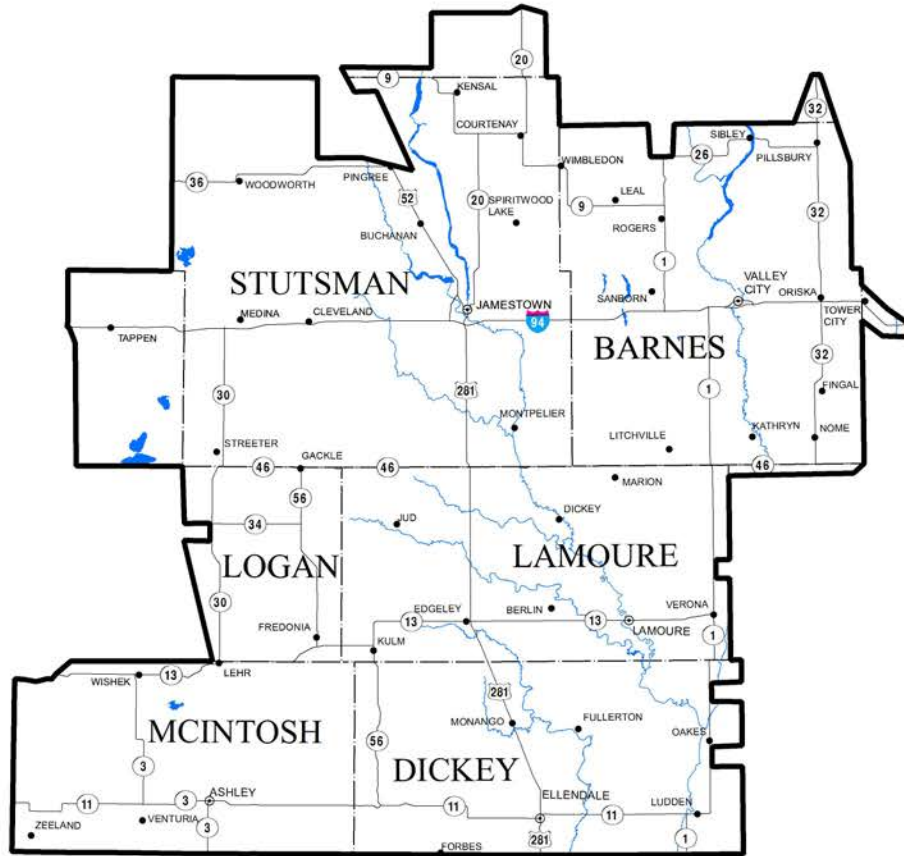 20
9
KENSAL
32
COURTENAY
SIBLEY
26
PILLSBURY
WIMBLEDON
PINGREE
36
WOODWORTH
52
20
SPIRITWOOD
LAKE
LEAL
9
ROGERS
32
BUCHANAN
1
STUTSMAN
VALLEY
CITY
ORISKA
SANBORN
JAMESTOWN
TOWER
CITY
MEDINA
CLEVELAND
94
TAPPEN
BARNES
32
30
281
1
FINGAL
MONTPELIER
LITCHVILLE
KATHRYN
NOME
STREETER
GACKLE
46
46
46
56
MARION
34
JUD
DICKEY
LOGAN
LAMOURE
30
EDGELEY
BERLIN
VERONA
13
13
LAMOURE
FREDONIA
KULM
1
LEHR
WISHEK
13
281
MCINTOSH
56
MONANGO
FULLERTON
OAKES
DICKEY
3
ASHLEY
ELLENDALE
11
3
11
11
LUDDEN
ZEELAND
VENTURIA
3
281
1
FORBES